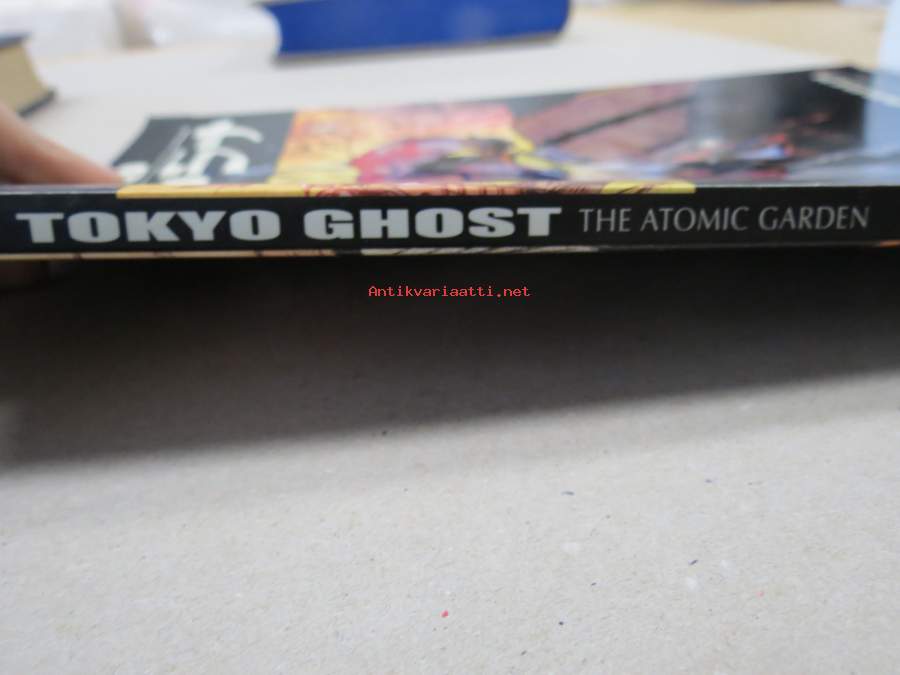 TOKYO GHOST THE ATOMIC GARDEN
Antikvariaatti.net